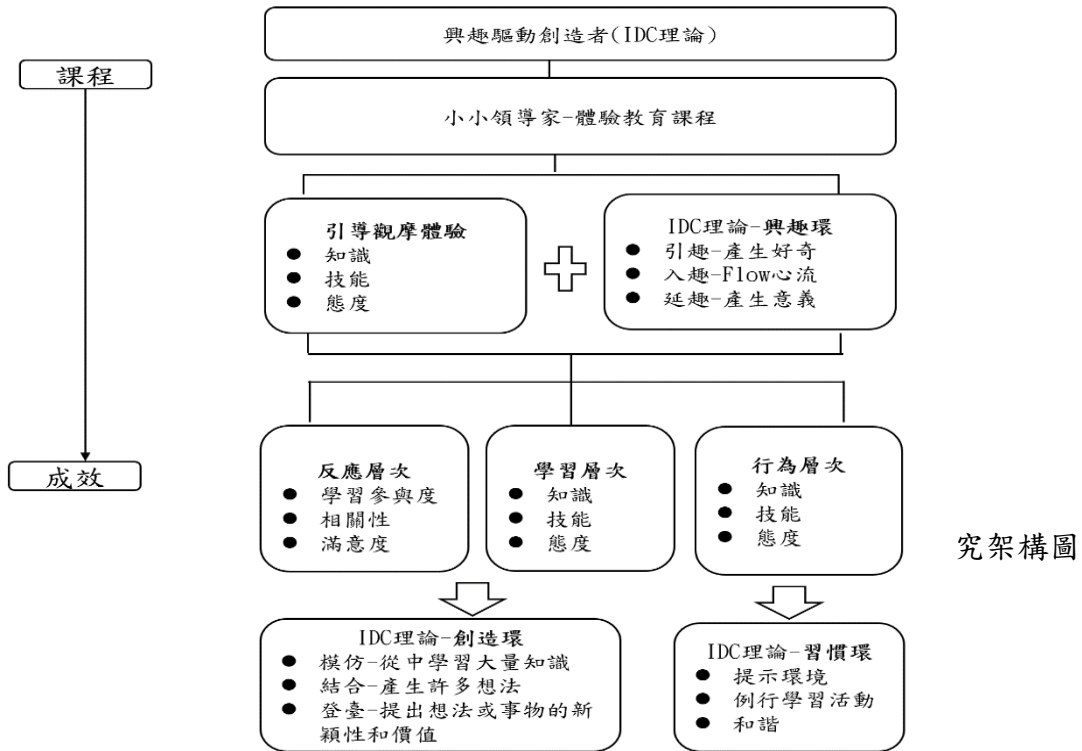 興趣驅動創造者(IDC理論)
課程
小小領導家-體驗教育課程
引導觀摩體驗
● 知識
● 技能
● 態度
IDC理論-興趣環
● 引趣-產生好奇
● 入趣-Flow心流
● 延趣-產生意義
成效
反應層次
● 學習參與度
● 相關性
● 滿意度
學習層次
● 知識
● 技能
● 態度
行為層次
● 知識
● 技能
● 態度
究架構圖
IDC理論-創造環
● 模仿-從中學習大量知識
● 結合-產生許多想法
● 登臺-提出想法或事物的新
穎性和價值
IDC理論-習慣環
● 提示環境
● 例行學習活動
● 和諧